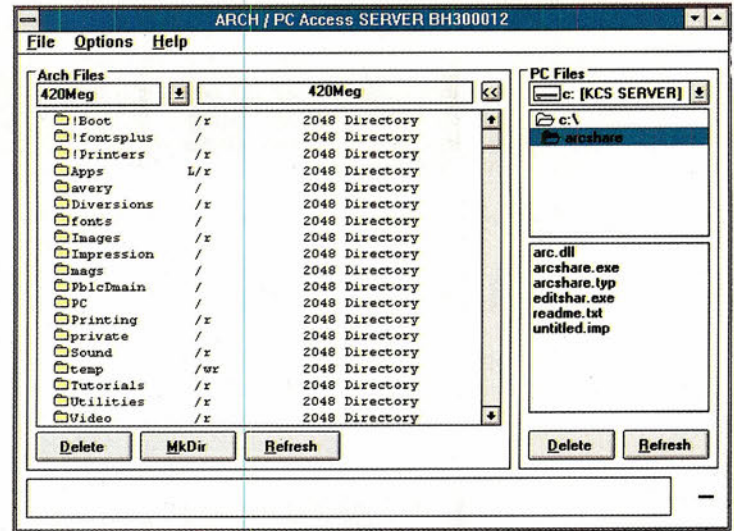 ARCH / PC Access SERVER BH300012
File Options Help
Arch Files
420Meg 420Meg <<
!Boot /r 2048 Directory
!fontsplus / 2048 Directory
!Printers /r 2048 Directory
Apps L/r 2048 Directory
avery / 2048 Directory
Diversions /r 2048 Directory
fonts / 2048 Directory
Images /r 2048 Directory
Impression / 2048 Directory
mags / 2048 Directory
PblcDmain / 2048 Directory
PC / 2048 Directory
Printing /r 2048 Directory
private / 2048 Directory
Sound /r 2048 Directory
temp /wr 2048 Directory
Tutorials /r 2048 Directory
Utilities /r 2048 Directory
Video /r 2048 Directory
Delete MkDir Refresh
PC Files
c: [KCS SERVER]
c:\
arcshare
arc.dll
arcshare.exe
arcshare.typ
editshar.exe
readme.txt
untitled.imp
Delete Refresh